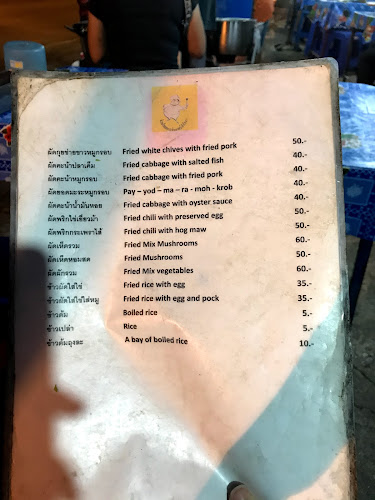 ผัดกุยช่ายขาวหมูกรอบ Fried white chives with fried pork 50.-
ผัดคะน้าปลาเค็ม Fried cabbage with salted fish 40.-
ผัดคะน้าหมูกรอบ Fried cabbage with fried pork 40.-
ผัดยอดมะระหมูกรอบ Pay – yod – ma – ra - moh - krob 40.-
ผัดคะน้าน้ำมันหอย Fried cabbage with oyster sauce 40.-
ผัดพริกไข่เยี่ยวม้า Fried chili with preserved egg 50.-
ผัดพริกกระเพราไส้ Fried chili with hog maw 50.-
ผัดเห็ดรวม Fried Mix Mushrooms 60.-
ผัดเห็ดหอมสด Fried Mushrooms 50.-
ผัดผักรวม Fried Mix vegetables 60.-
ข้าวผัดใส่ไข่ Fried rice with egg 35.-
ข้าวผัดใส่ไข่ใส่หมู Fried rice with egg and pock 35.-
ข้าวต้ม Boiled rice 5.-
ข้าวเปล่า Rice 5.-
ข้าวต้มถุงละ A bay of boiled rice 10.-